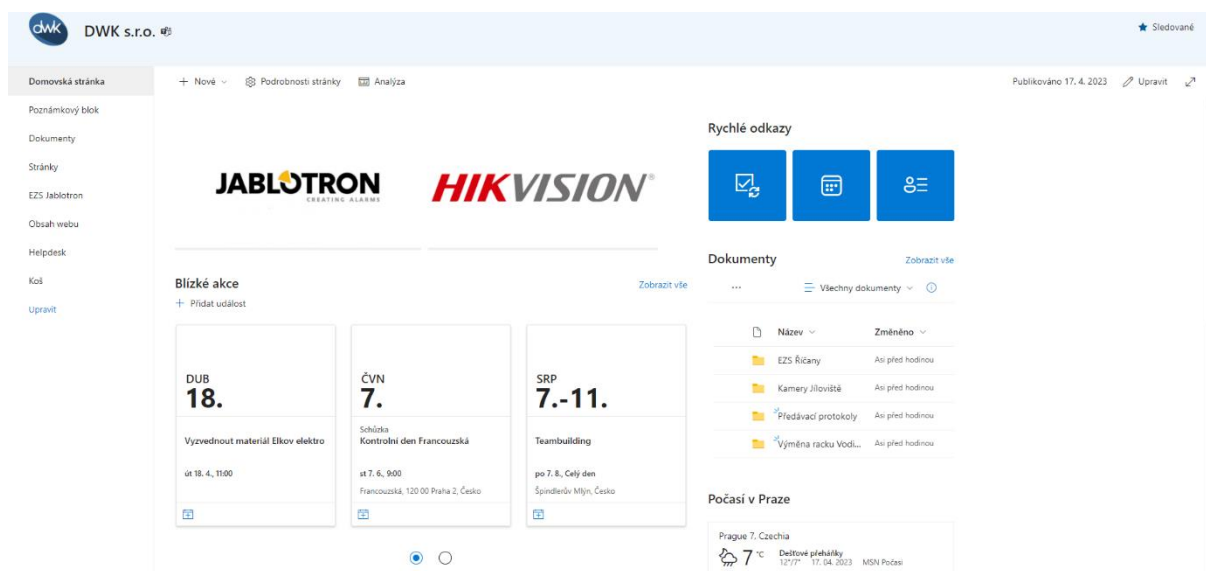 dwk DWK s.r.o.
Sledované
Domovská stránka
Poznámkový blok
Dokumenty
Stránky
EZS Jablotron
Obsah webu
Helpdesk
Koš
Upravit
+ Nové
Podrobnosti stránky
Analýza
Publikováno 17. 4. 2023
Upravit
JABLOTRON
CREATING ALARMS
HIKVISION®
Blízké akce
Zobrazit vše
+ Přidat událost
DUB
18.
Vyzvednout materiál Elkov elektro
út 18. 4., 11:00
ČVN
7.
Schůzka
Kontrolní den Francouzská
st 7. 6., 9:00
Francouzská, 120 00 Praha 2, Česko
SRP
7.-11.
Teambuilding
po 7. 8., Celý den
Špindlerův Mlýn, Česko
Rychlé odkazy
Dokumenty
Zobrazit vše
... Všechny dokumenty
Název Změněno
EZS Říčany Asi před hodinou
Kamery Jíloviště Asi před hodinou
Předávací protokoly Asi před hodinou
Výměna racku Vodi... Asi před hodinou
Počasí v Praze
Prague 7, Czechia
7 °C
Dešťové přeháňky
12°/7° 17. 04. 2023 MSN Počasí